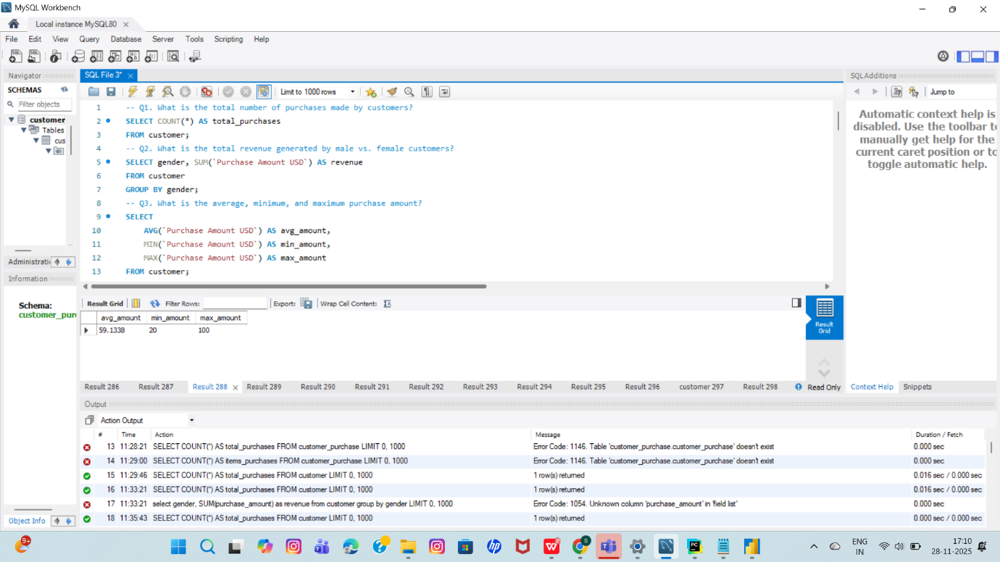 MySQL Workbench
Local instance MySQL80
File Edit View Query Database Server Tools Scripting Help
Navigator
SCHEMAS
Filter objects
customer
Tables
cus
Administrati
Information
Schema:
customer_pur
Object Info
SQL File 3*
Limit to 1000 rows
1 -- Q1. What is the total number of purchases made by customers?
2 SELECT COUNT(*) AS total_purchases
3 FROM customer;
4 -- Q2. What is the total revenue generated by male vs. female customers?
5 SELECT gender, SUM(`Purchase Amount USD`) AS revenue
6 FROM customer
7 GROUP BY gender;
8 -- Q3. What is the average, minimum, and maximum purchase amount?
9 SELECT
10 AVG(`Purchase Amount USD`) AS avg_amount,
11 MIN(`Purchase Amount USD`) AS min_amount,
12 MAX(`Purchase Amount USD`) AS max_amount
13 FROM customer;
Result Grid Filter Rows: Export: Wrap Cell Content:
avg_amount min_amount max_amount
59.1338 20 100
Result Grid
Result 286 Result 287 Result 288 Result 289 Result 290 Result 291 Result 292 Result 293 Result 294 Result 295 Result 296 customer 297 Result 298 Read Only
SQLAdditions
Jump to
Automatic context help is
disabled. Use the toolbar to
manually get help for the
current caret position or to
toggle automatic help.
Context Help Snippets
Output
Action Output
# Time Action Message Duration / Fetch
13 11:28:21 SELECT COUNT(*) AS total_purchases FROM customer_purchase LIMIT 0, 1000 Error Code: 1146. Table 'customer_purchase.customer_purchase' doesn't exist 0.000 sec
14 11:29:00 SELECT COUNT(*) AS items_purchases FROM customer_purchase LIMIT 0, 1000 Error Code: 1146. Table 'customer_purchase.customer_purchase' doesn't exist 0.000 sec
15 11:29:46 SELECT COUNT(*) AS total_purchases FROM customer LIMIT 0, 1000 1 row(s) returned 0.016 sec / 0.000 sec
16 11:33:21 SELECT COUNT(*) AS total_purchases FROM customer LIMIT 0, 1000 1 row(s) returned 0.016 sec / 0.000 sec
17 11:33:21 select gender, SUM(purchase_amount) as revenue from customer group by gender LIMIT 0, 1000 Error Code: 1054. Unknown column 'purchase_amount' in 'field list' 0.000 sec
18 11:35:43 SELECT COUNT(*) AS total_purchases FROM customer LIMIT 0, 1000 1 row(s) returned 0.000 sec / 0.000 sec
9+
ENG
IN
17:10
28-11-2025